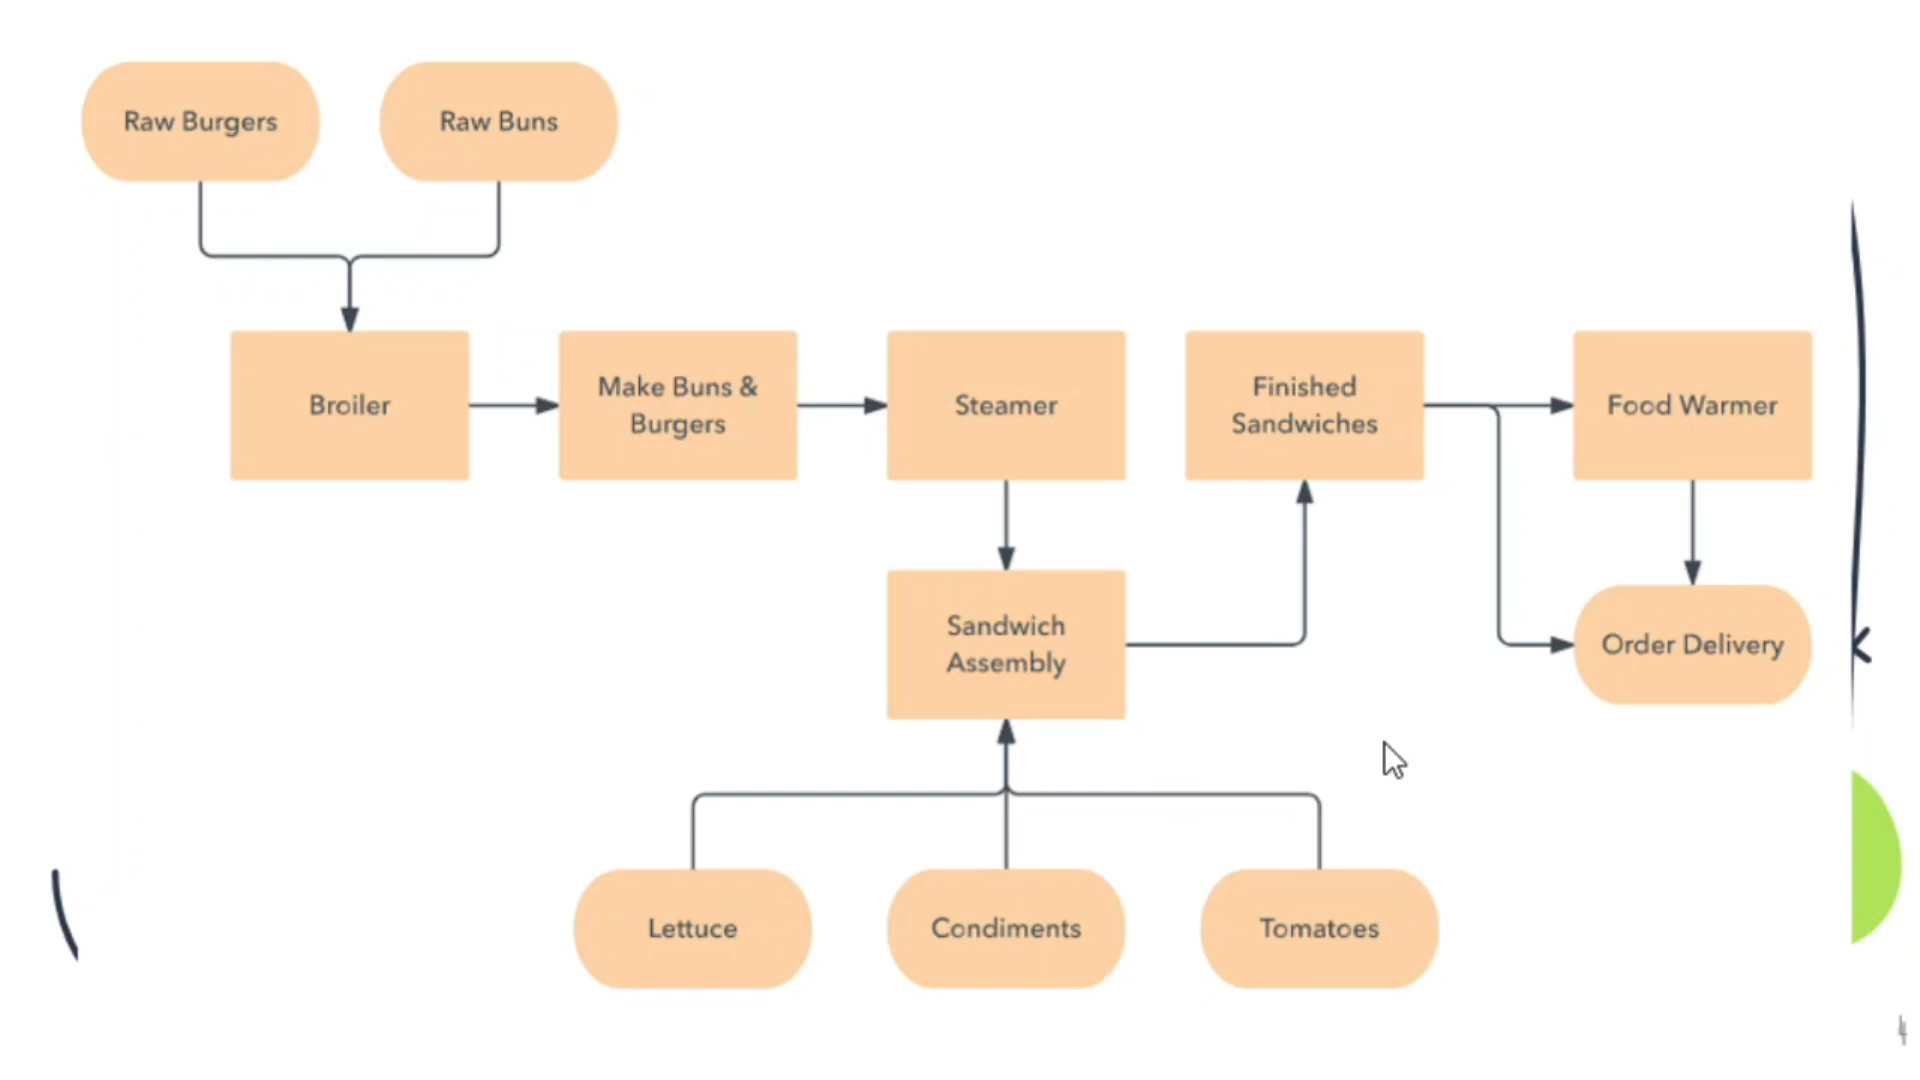 Raw Burgers
Raw Buns
Broiler
Make Buns &
Burgers
Steamer
Finished
Sandwiches
Food Warmer
Sandwich
Assembly
Order Delivery
Lettuce
Condiments
Tomatoes
4